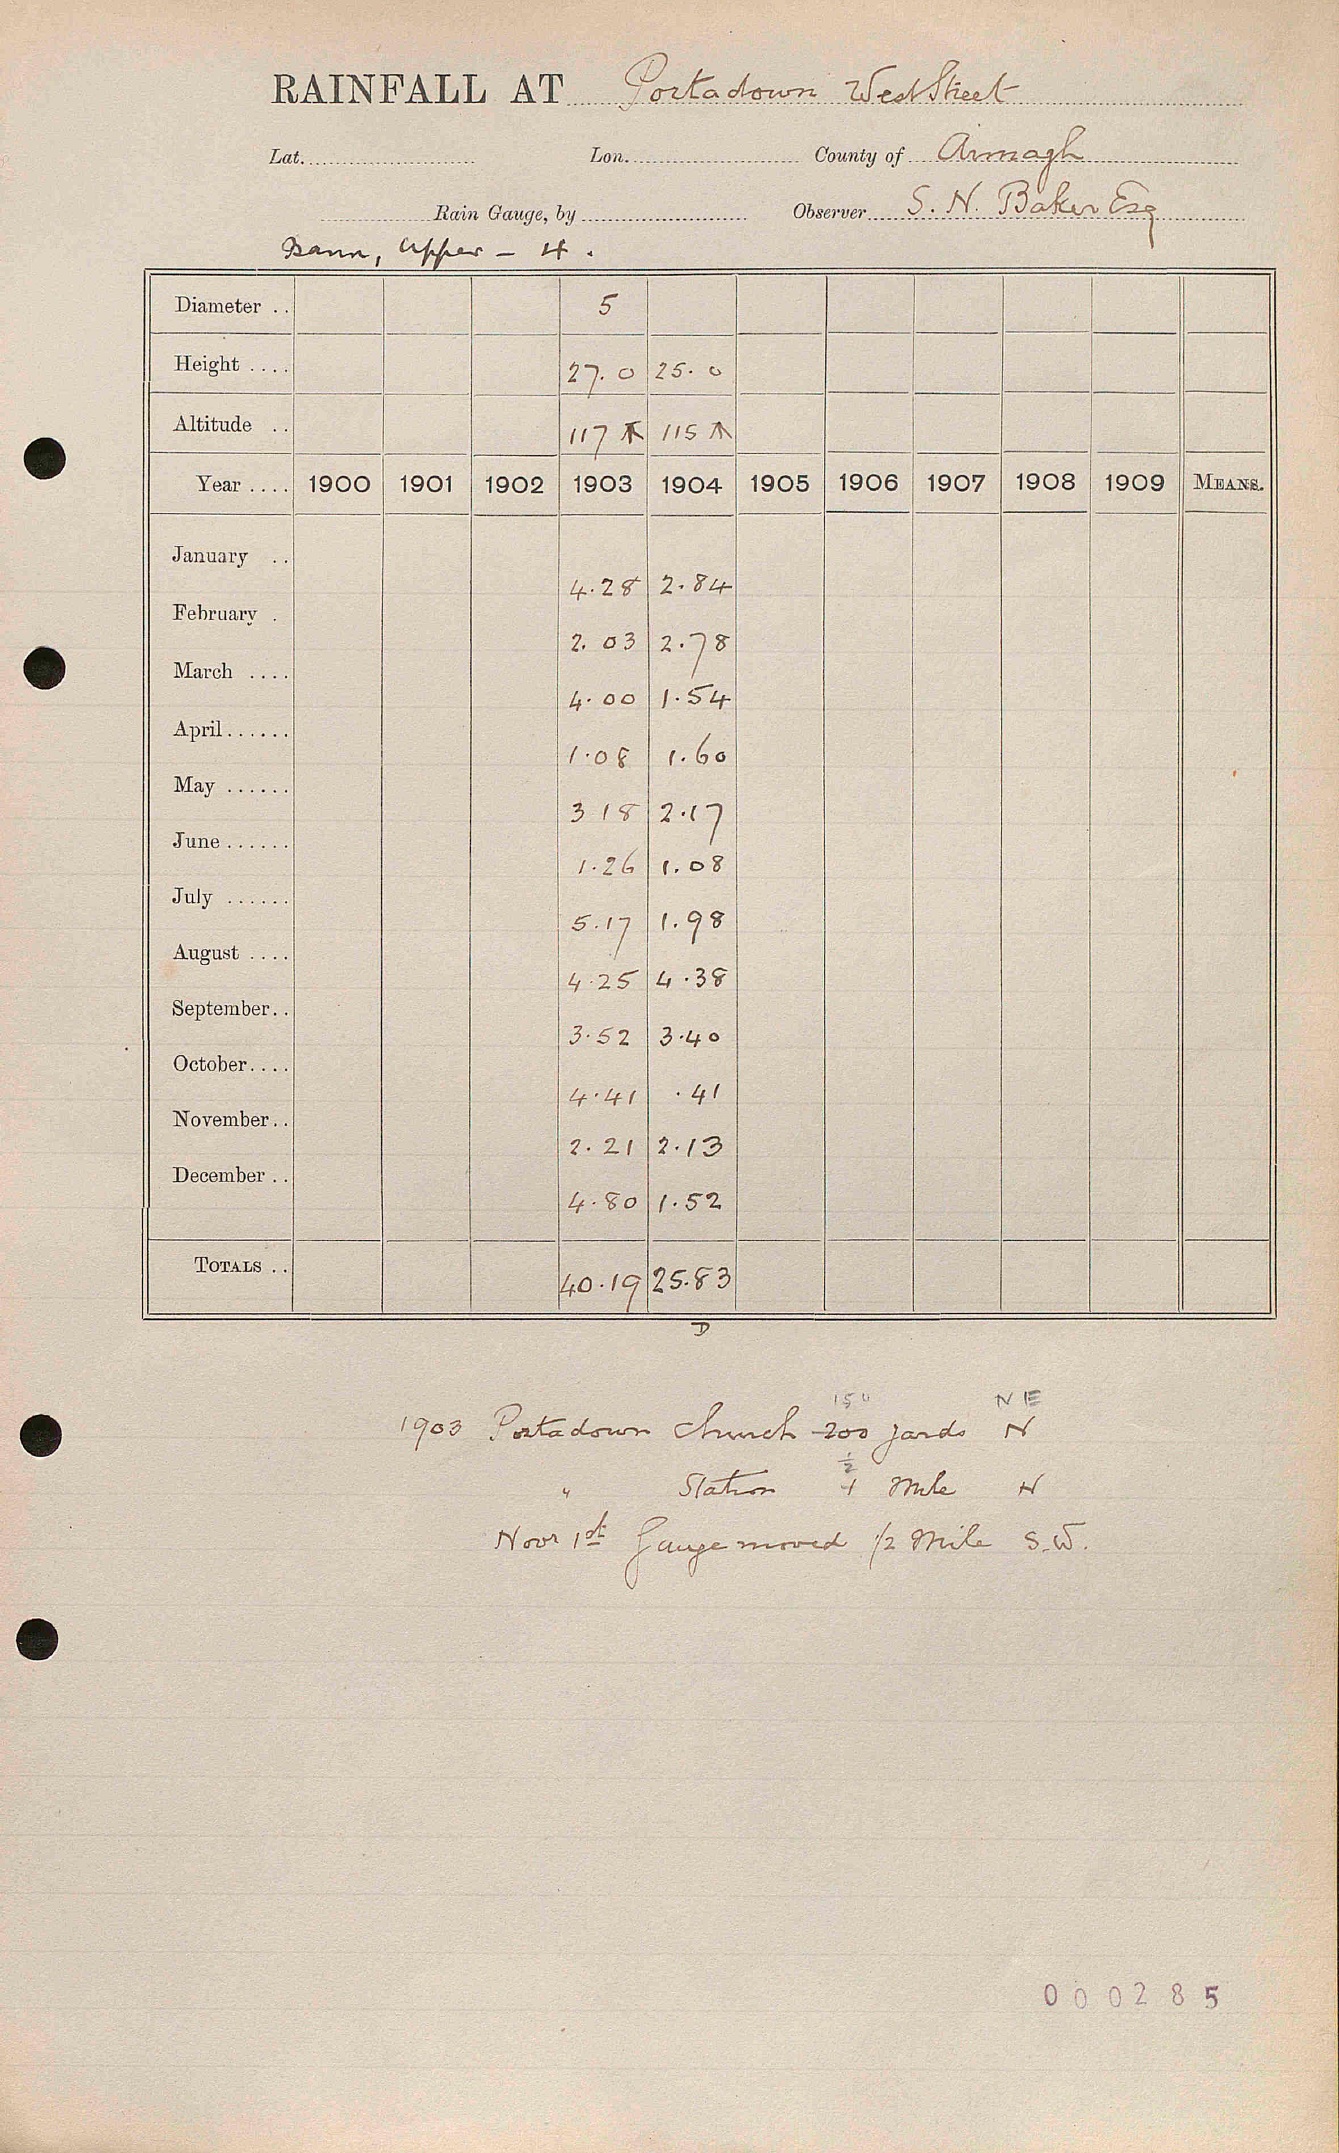 RAINFALL AT Portadown West Street
Lat. Lon. County of Armagh
Rain Gauge, by Observer S. N. Baker Esq
Bann, Upper – 4.
Diameter .. 5
Height .... 27.0 25.0
Altitude .. 117 115
Year .... 1900 1901 1902 1903 1904 1905 1906 1907 1908 1909 MEANS.
January .. 4.28 2.84
February . 2.03 2.78
March .... 4.00 1.54
April...... 1.08 1.60
May ...... 3 18 2.17
June...... 1.26 1.08
July ...... 5.17 1.98
August .... 4.25 4.38
September.. 3.52 3.40
October.... 4.41 .41
November.. 2.21 2.13
December .. 4.80 1.52
TOTALS .. 40.19 25.83
D
150 NE
1903 Portadown Church 200 yards N
1/2
" Station 1 Mile N
Novr 1st Gauge moved 1/2 Mile S.W.
000285